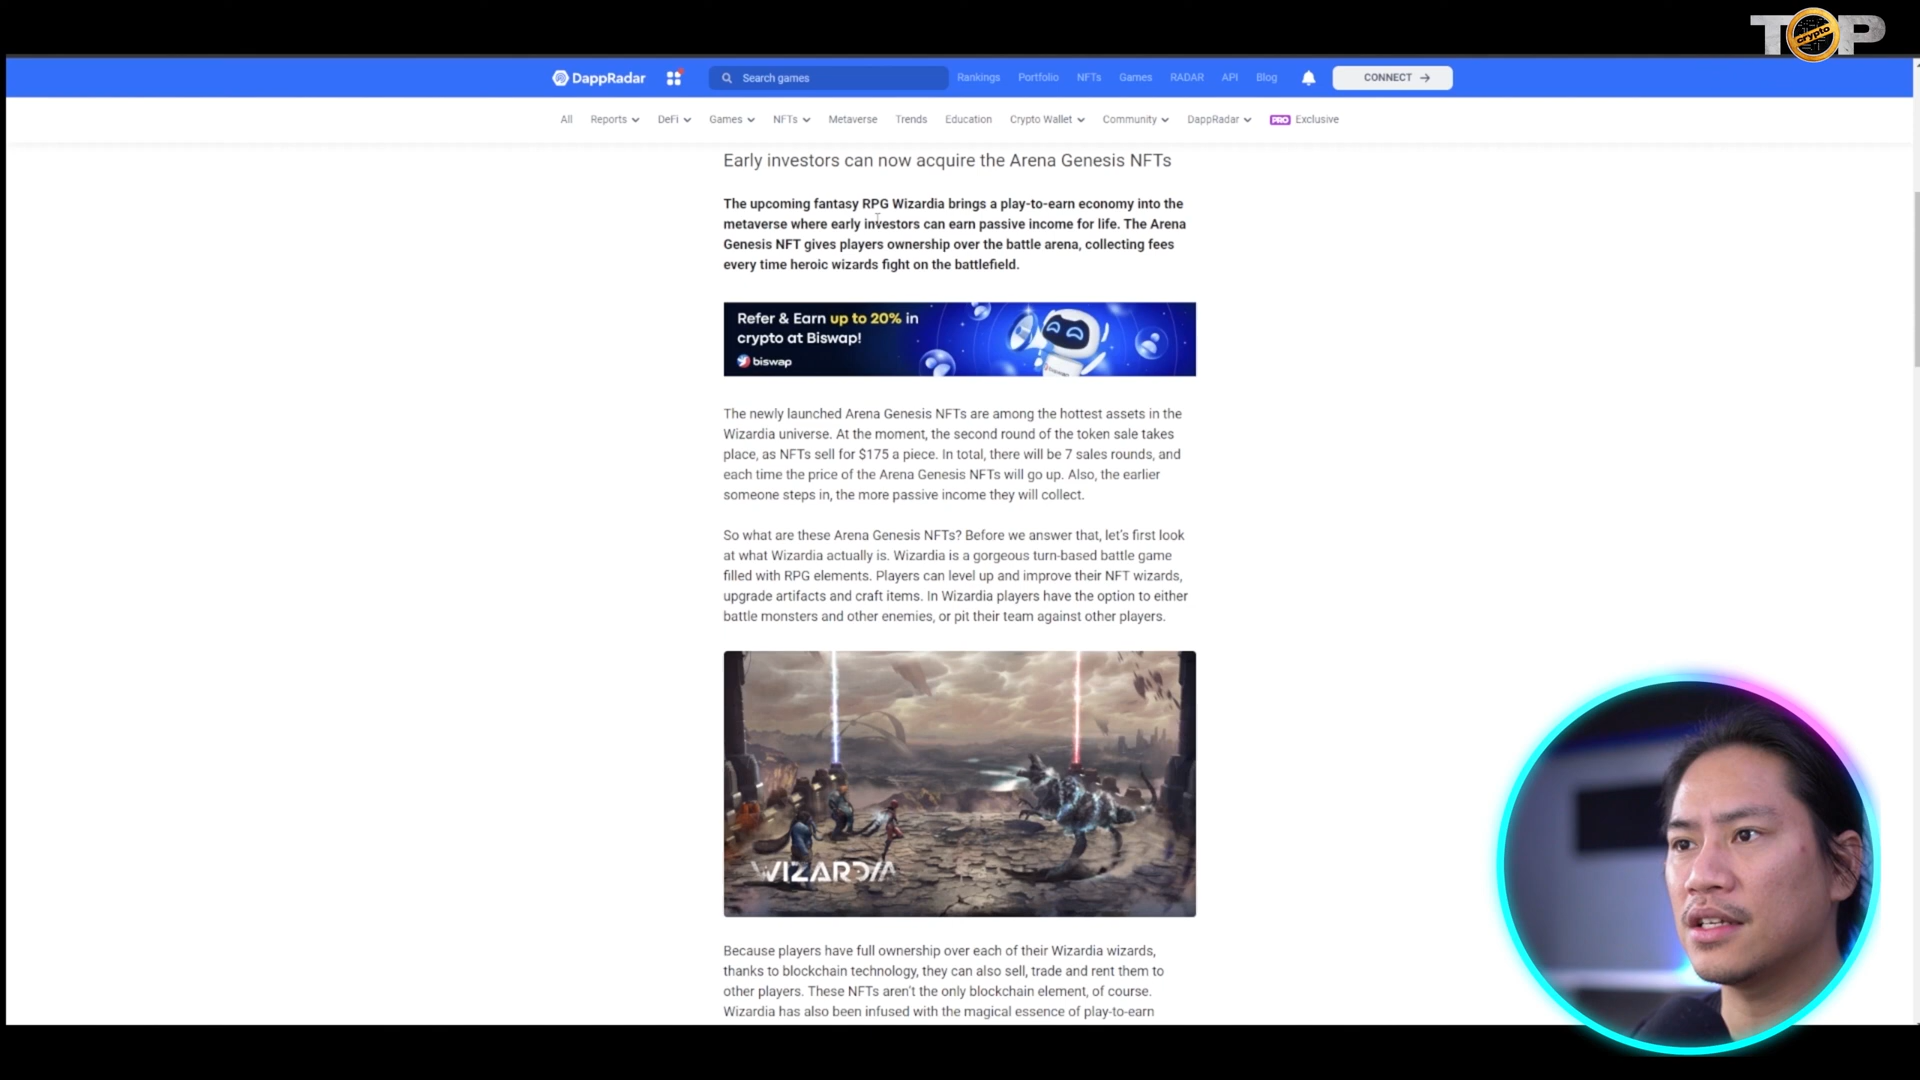 TOP
crypto
DappRadar
Search games
Rankings Portfolio NFTs Games RADAR API Blog
CONNECT →
All Reports DeFi Games NFTs Metaverse Trends Education Crypto Wallet Community DappRadar PRO Exclusive
Early investors can now acquire the Arena Genesis NFTs
The upcoming fantasy RPG Wizardia brings a play-to-earn economy into the
metaverse where early investors can earn passive income for life. The Arena
Genesis NFT gives players ownership over the battle arena, collecting fees
every time heroic wizards fight on the battlefield.
Refer & Earn up to 20% in
crypto at Biswap!
biswap
The newly launched Arena Genesis NFTs are among the hottest assets in the
Wizardia universe. At the moment, the second round of the token sale takes
place, as NFTs sell for $175 a piece. In total, there will be 7 sales rounds, and
each time the price of the Arena Genesis NFTs will go up. Also, the earlier
someone steps in, the more passive income they will collect.
So what are these Arena Genesis NFTs? Before we answer that, let's first look
at what Wizardia actually is. Wizardia is a gorgeous turn-based battle game
filled with RPG elements. Players can level up and improve their NFT wizards,
upgrade artifacts and craft items. In Wizardia players have the option to either
battle monsters and other enemies, or pit their team against other players.
WIZARDIA
Because players have full ownership over each of their Wizardia wizards,
thanks to blockchain technology, they can also sell, trade and rent them to
other players. These NFTs aren't the only blockchain element, of course.
Wizardia has also been infused with the magical essence of play-to-earn